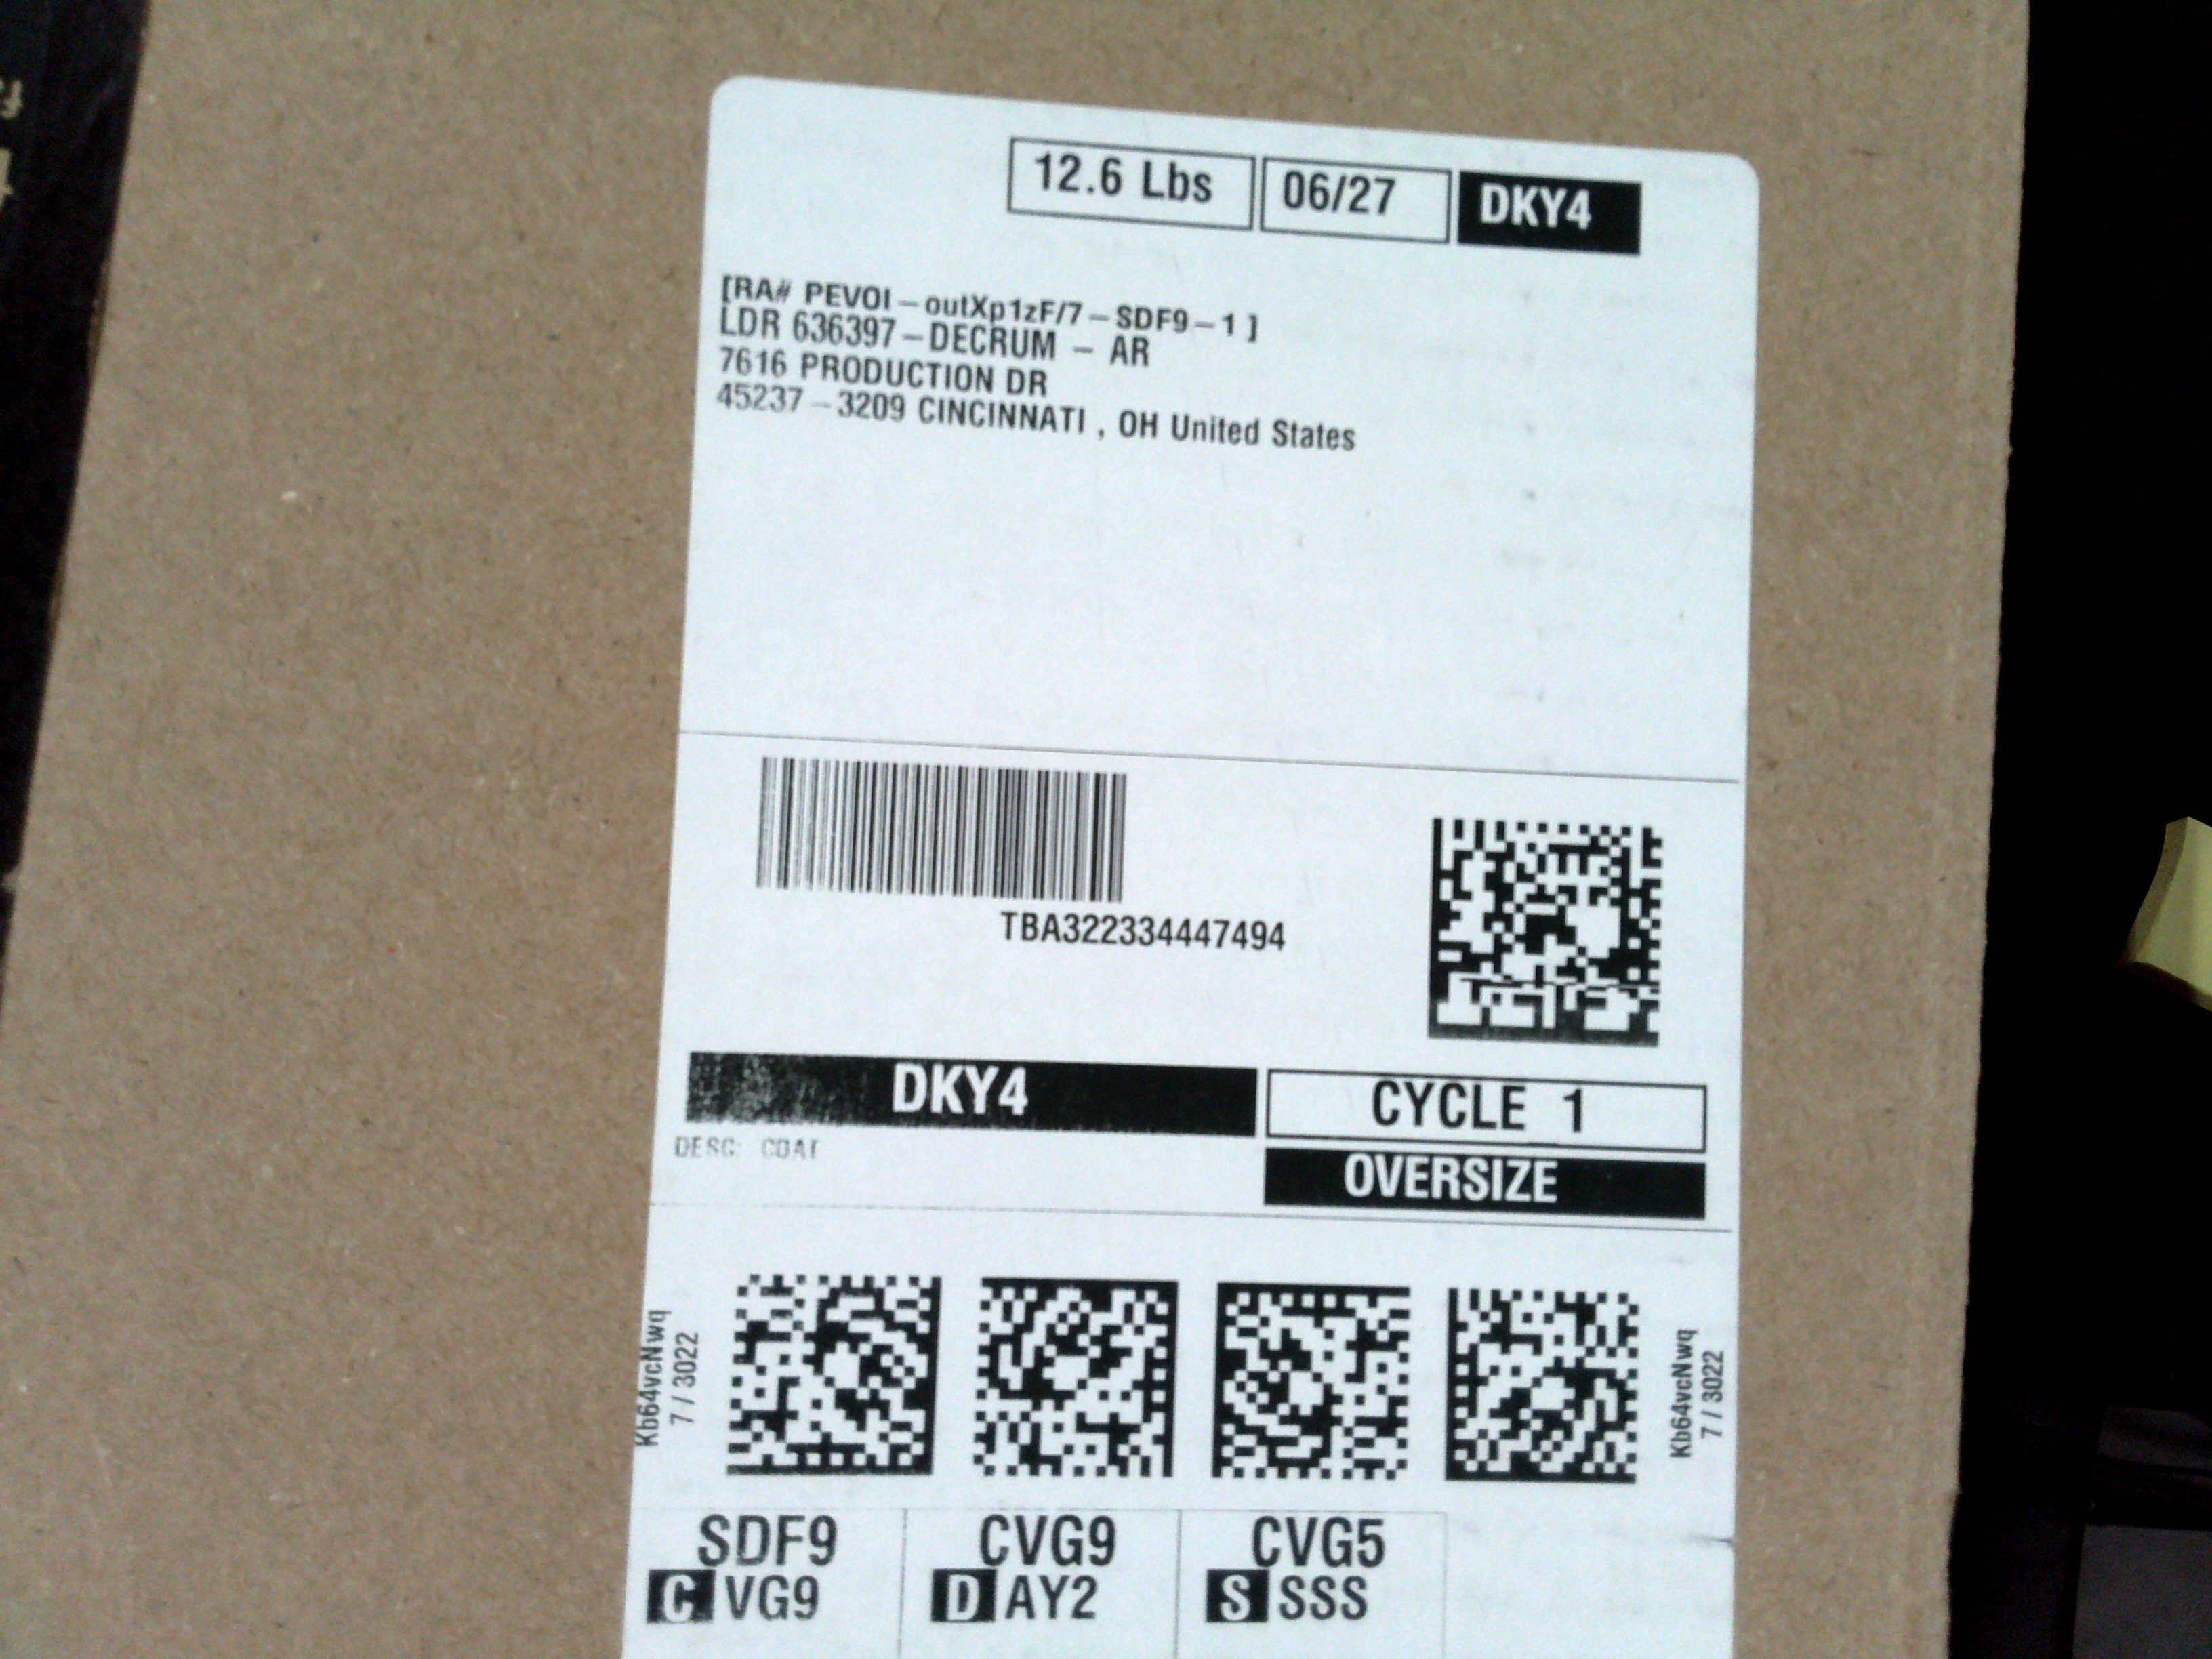 12.6 Lbs 06/27 DKY4
[RA# PEVOI-outXp1zF/7-SDF9-1 ]
LDR 636397-DECRUM - AR
7616 PRODUCTION DR
45237-3209 CINCINNATI , OH United States
TBA322334447494
DKY4
CYCLE 1
DESC: COAT
OVERSIZE
Kb64vcNwq
7 / 3022
Kb64vcNwq
7 / 3022
SDF9 CVG9 CVG5
C VG9 D AY2 S SSS